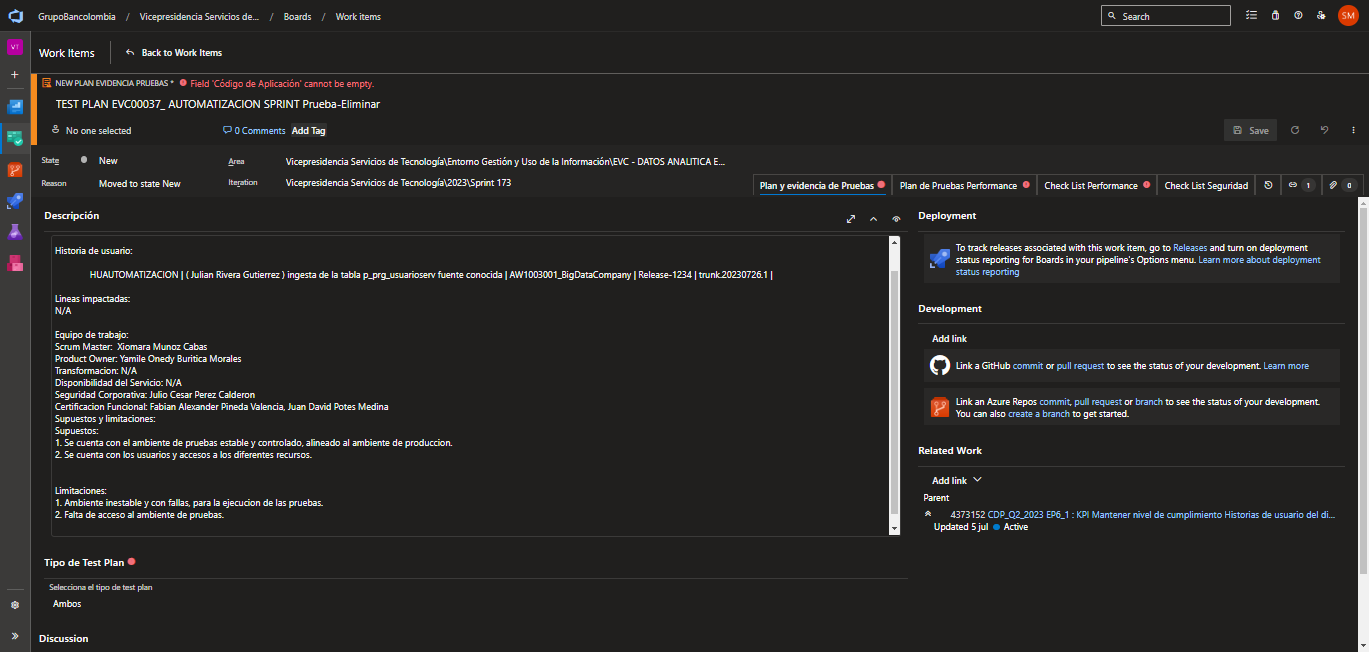 GrupoBancolombia / Vicepresidencia Servicios de... / Boards / Work items
Search
SM
VT
Work Items
Back to Work Items
NEW PLAN EVIDENCIA PRUEBAS * Field 'Código de Aplicación' cannot be empty.
TEST PLAN EVC00037_ AUTOMATIZACION SPRINT Prueba-Eliminar
No one selected
0 Comments
Add Tag
Save
State
New
Area
Vicepresidencia Servicios de Tecnología\Entorno Gestión y Uso de la Información\EVC - DATOS ANALITICA E...
Reason
Moved to state New
Iteration
Vicepresidencia Servicios de Tecnología\2023\Sprint 173
Plan y evidencia de Pruebas
Plan de Pruebas Performance
Check List Performance
Check List Seguridad
1
0
Descripción
Historia de usuario:
HUAUTOMATIZACION | ( Julian Rivera Gutierrez ) ingesta de la tabla p_prg_usuarioserv fuente conocida | AW1003001_BigDataCompany | Release-1234 | trunk.20230726.1 |
Lineas impactadas:
N/A
Equipo de trabajo:
Scrum Master:  Xiomara Munoz Cabas
Product Owner: Yamile Onedy Buritica Morales
Transformacion: N/A
Disponibilidad del Servicio: N/A
Seguridad Corporativa: Julio Cesar Perez Calderon
Certificacion Funcional: Fabian Alexander Pineda Valencia, Juan David Potes Medina
Supuestos y limitaciones:
Supuestos:
1. Se cuenta con el ambiente de pruebas estable y controlado, alineado al ambiente de produccion.
2. Se cuenta con los usuarios y accesos a los diferentes recursos.
Limitaciones:
1. Ambiente inestable y con fallas, para la ejecucion de las pruebas.
2. Falta de acceso al ambiente de pruebas.
Tipo de Test Plan
Selecciona el tipo de test plan
Ambos
Discussion
Deployment
To track releases associated with this work item, go to Releases and turn on deployment
status reporting for Boards in your pipeline's Options menu. Learn more about deployment
status reporting
Development
Add link
Link a GitHub commit or pull request to see the status of your development. Learn more
Link an Azure Repos commit, pull request or branch to see the status of your development.
You can also create a branch to get started.
Related Work
Add link
Parent
4373152 CDP_Q2_2023 EP6_1 : KPI Mantener nivel de cumplimiento Historias de usuario del di...
Updated 5 jul
Active